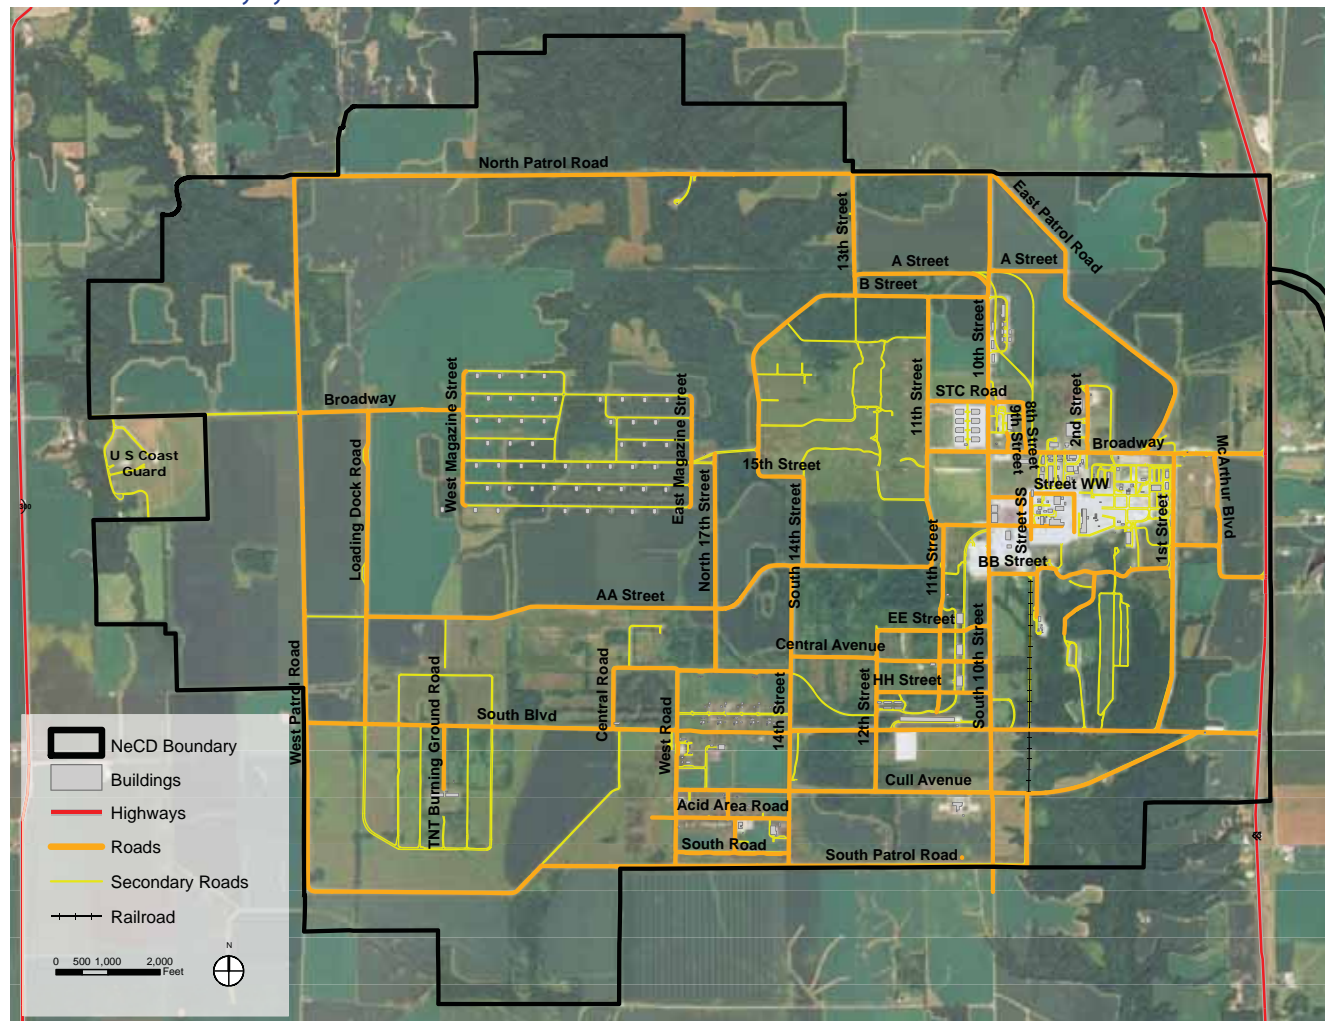 North Patrol Road
East Patrol Road
13th Street
A Street
A Street
B Street
10th Street
11th Street
STC Road
9th Street
8th Street
2nd Street
Broadway
West Magazine Street
East Magazine Street
Broadway
McArthur Blvd
U S Coast
Guard
15th Street
Street WW
Loading Dock Road
North 17th Street
South 14th Street
Street SS
1st Street
11th Street
BB Street
AA Street
EE Street
Central Avenue
South 10th Street
HH Street
West Patrol Road
TNT Burning Ground Road
Central Road
South Blvd
West Road
14th Street
12th Street
Cull Avenue
Acid Area Road
South Road
South Patrol Road
NeCD Boundary
Buildings
Highways
Roads
Secondary Roads
Railroad
N
0 500 1,000 2,000
Feet